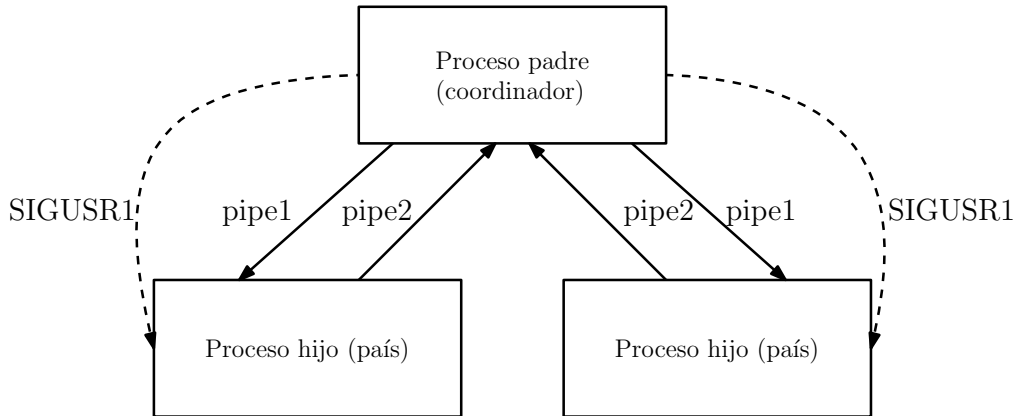 Proceso padre
(coordinador)
SIGUSR1
pipe1
pipe2
pipe2
pipe1
SIGUSR1
Proceso hijo (país)
Proceso hijo (país)